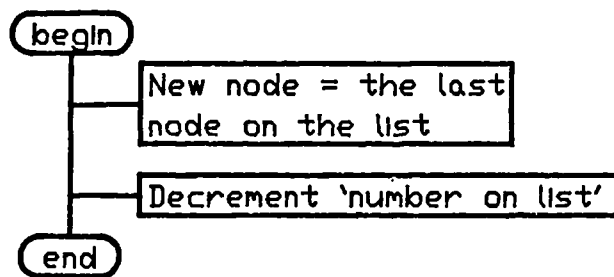 begin
New node = the last
node on the list
Decrement 'number on list'
end